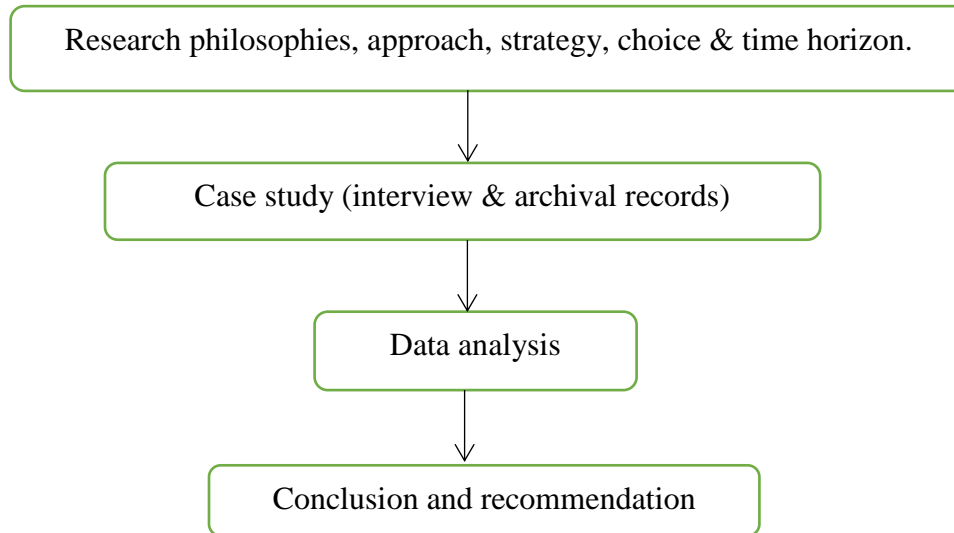 Research philosophies, approach, strategy, choice & time horizon.
Case study (interview & archival records)
Data analysis
Conclusion and recommendation